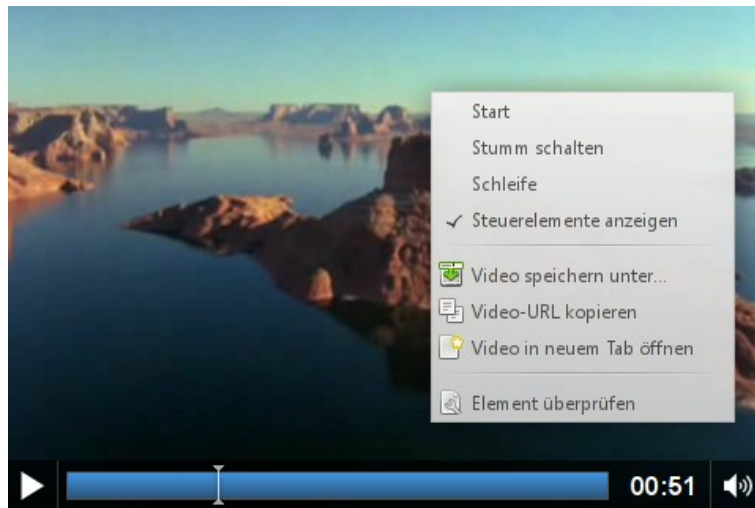 Start
Stumm schalten
Schleife
Steuerelemente anzeigen
Video speichern unter...
Video-URL kopieren
Video in neuem Tab öffnen
Element überprüfen
00:51